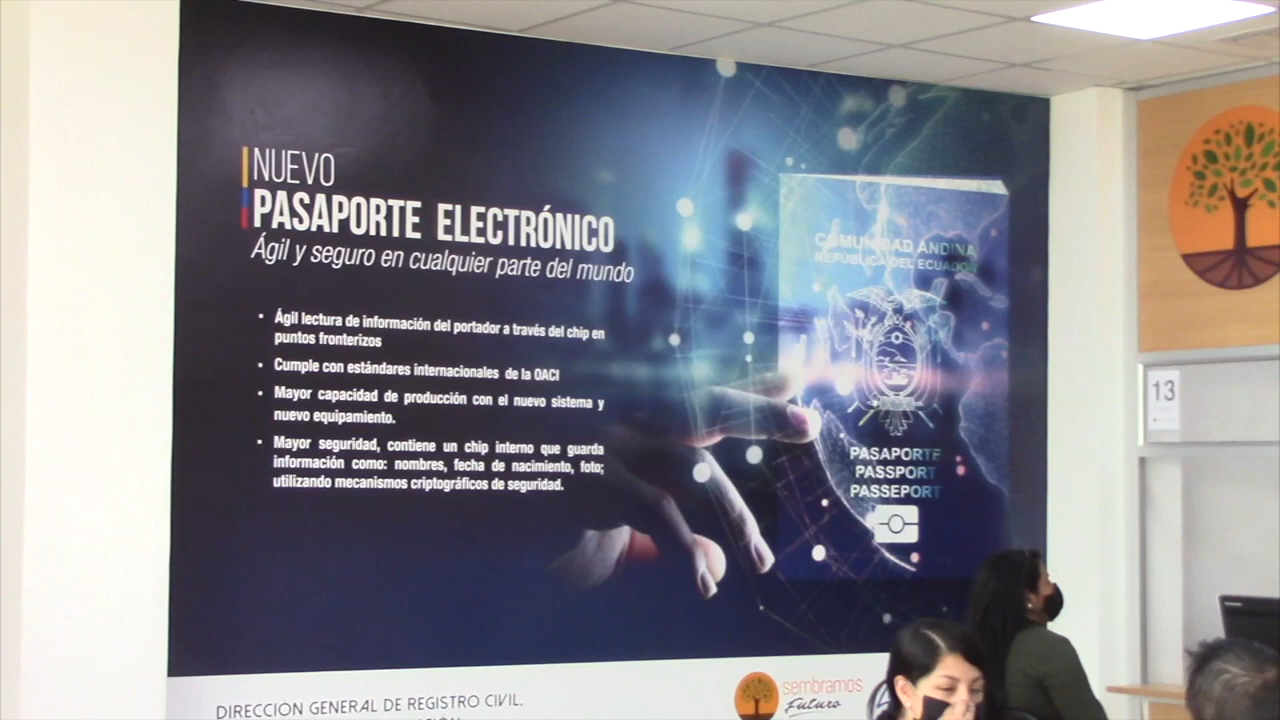 NUEVO
PASAPORTE ELECTRÓNICO
Ágil y seguro en cualquier parte del mundo
• Ágil lectura de información del portador a través del chip en
puntos fronterizos
• Cumple con estándares internacionales de la OACI
• Mayor capacidad de producción con el nuevo sistema y
nuevo equipamiento.
• Mayor seguridad, contiene un chip interno que guarda
información como: nombres, fecha de nacimiento, foto;
utilizando mecanismos criptográficos de seguridad.
COMUNIDAD ANDINA
REPÚBLICA DEL ECUADOR
PASAPORTE
PASSPORT
PASSEPORT
13
DIRECCIÓN GENERAL DE REGISTRO CIVIL,
sembramos
Futuro